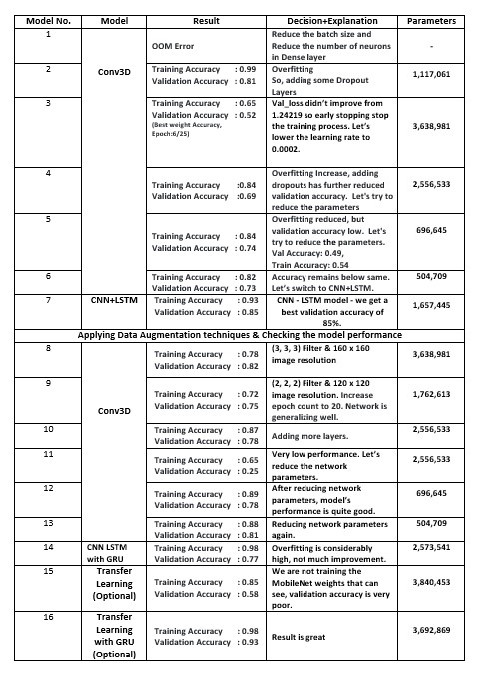 Model No. Model Result Decision+Explanation Parameters
1
Conv3D
OOM Error
Reduce the batch size and
Reduce the number of neurons
in Dense layer
-
2
Training Accuracy : 0.99
Validation Accuracy : 0.81
Overfitting
So, adding some Dropout
Layers
1,117,061
3
Training Accuracy : 0.65
Validation Accuracy : 0.52
(Best weight Accuracy,
Epoch:6/25)
Val_loss didn't improve from
1.24219 so early stopping stop
the training process. Let's
lower the learning rate to
0.0002.
3,638,981
4
Training Accuracy :0.84
Validation Accuracy :0.69
Overfitting Increase, adding
dropouts has further reduced
validation accuracy. Let's try to
reduce the parameters
2,556,533
5
Training Accuracy : 0.84
Validation Accuracy : 0.74
Overfitting reduced, but
validation accuracy low. Let's
try to reduce the parameters.
Val Accuracy: 0.49,
Train Accuracy: 0.54
696,645
6
Training Accuracy : 0.82
Validation Accuracy : 0.73
Accuracy remains below same.
Let's switch to CNN+LSTM.
504,709
7
CNN+LSTM
Training Accuracy : 0.93
Validation Accuracy : 0.85
CNN - LSTM model - we get a
best validation accuracy of
85%.
1,657,445
Applying Data Augmentation techniques & Checking the model performance
8
Conv3D
Training Accuracy : 0.78
Validation Accuracy : 0.82
(3, 3, 3) Filter & 160 x 160
image resolution
3,638,981
9
Training Accuracy : 0.72
Validation Accuracy : 0.75
(2, 2, 2) filter & 120 x 120
image resolution. Increase
epoch count to 20. Network is
generalizing well.
1,762,613
10
Training Accuracy : 0.87
Validation Accuracy : 0.78
Adding more layers.
2,556,533
11
Training Accuracy : 0.65
Validation Accuracy : 0.25
Very low performance. Let's
reduce the network
parameters.
2,556,533
12
Training Accuracy : 0.89
Validation Accuracy : 0.78
After reducing network
parameters, model's
performance is quite good.
696,645
13
Training Accuracy : 0.88
Validation Accuracy : 0.81
Reducing network parameters
again.
504,709
14
CNN LSTM
with GRU
Training Accuracy : 0.98
Validation Accuracy : 0.77
Overfitting is considerably
high, not much improvement.
2,573,541
15
Transfer
Learning
(Optional)
Training Accuracy : 0.85
Validation Accuracy : 0.58
We are not training the
MobileNet weights that can
see, validation accuracy is very
poor.
3,840,453
16
Transfer
Learning
with GRU
(Optional)
Training Accuracy : 0.98
Validation Accuracy : 0.93
Result is great
3,692,869